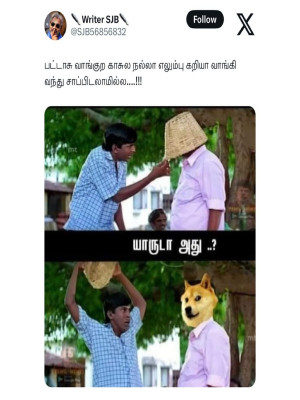 Writer SJB
@SJB56856832
Follow
பட்டாசு வாங்குற காசுல நல்லா எலும்பு கறியா வாங்கி
வந்து சாப்பிடலாமில்ல....!!!
யாருடா அது ..?